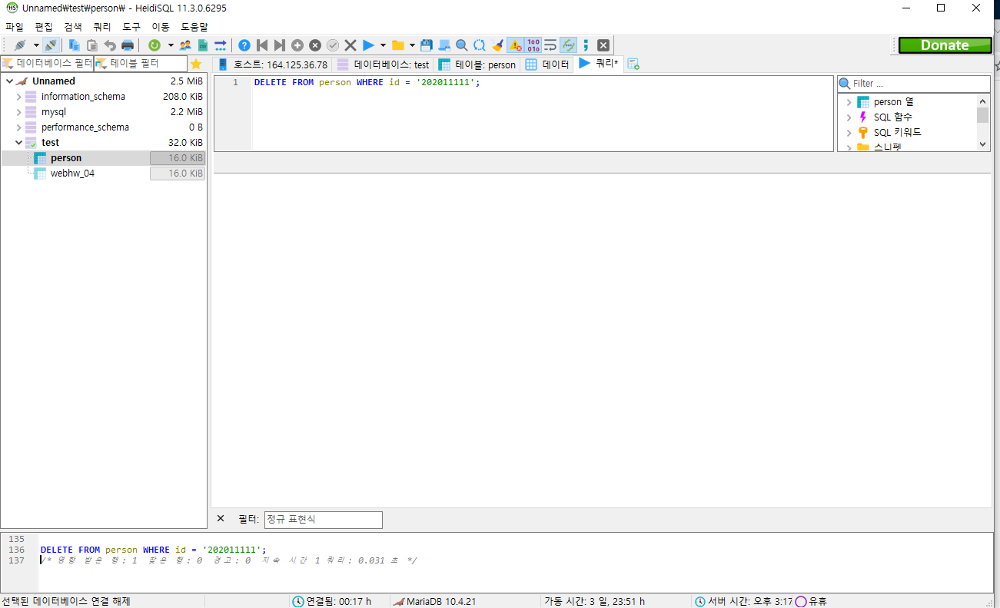 Unnamed₩test₩person₩ - HeidiSQL 11.3.0.6295
파일 편집 검색 쿼리 도구 이동 도움말
Donate
데이터베이스 필터 테이블 필터
호스트: 164.125.36.78 데이터베이스: test 테이블: person 데이터 쿼리*
Unnamed 2.5 MiB
information_schema 208.0 KiB
mysql 2.2 MiB
performance_schema 0 B
test 32.0 KiB
person 16.0 KiB
webhw_04 16.0 KiB
1 DELETE FROM person WHERE id = '202011111';
Filter ...
person 열
SQL 함수
SQL 키워드
스니펫
필터: 정규 표현식
135
136 DELETE FROM person WHERE id = '202011111';
137 /* 영향 받은 행: 1 찾은 행: 0 경고: 0 지속 시간 1 쿼리: 0.031 초 */
선택된 데이터베이스 연결 해제 연결됨: 00:17 h MariaDB 10.4.21 가동 시간: 3 일, 23:51 h 서버 시간: 오후 3:17 유휴